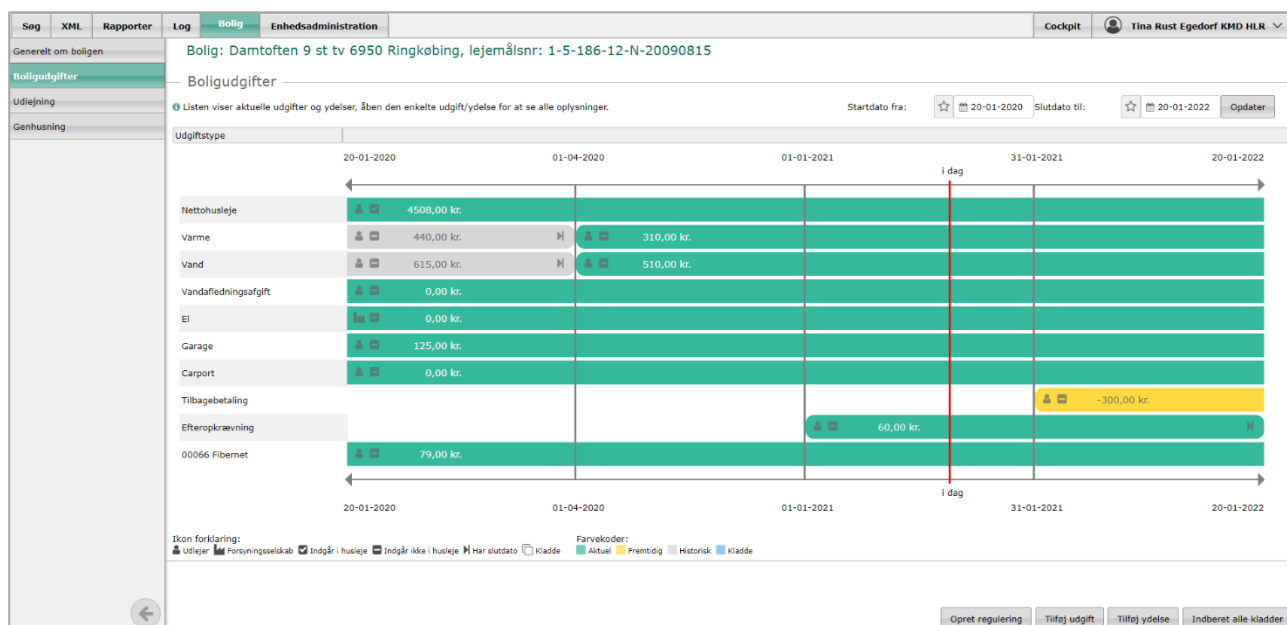 Søg XML Rapporter Log Bolig Enhedsadministration Cockpit Tina Rust Egedorf KMD HLR
Generelt om boligen
Boligudgifter
Udlejning
Genhusning
Bolig: Damtoften 9 st tv 6950 Ringkøbing, lejemålsnr: 1-5-186-12-N-20090815
Boligudgifter
Listen viser aktuelle udgifter og ydelser, åben den enkelte udgift/ydelse for at se alle oplysninger. Startdato fra: 20-01-2020 Slutdato til: 20-01-2022 Opdater
Udgiftstype
20-01-2020 01-04-2020 01-01-2021 31-01-2021 20-01-2022
i dag
Nettohusleje 4508,00 kr.
Varme 440,00 kr. 310,00 kr.
Vand 615,00 kr. 510,00 kr.
Vandafledningsafgift 0,00 kr.
El 0,00 kr.
Garage 125,00 kr.
Carport 0,00 kr.
Tilbagebetaling -300,00 kr.
Efteropkrævning 60,00 kr.
00066 Fibernet 79,00 kr.
i dag
20-01-2020 01-04-2020 01-01-2021 31-01-2021 20-01-2022
Ikon forklaring: Farvekoder:
Udlejer Forsyningsselskab Indgår i husleje Indgår ikke i husleje Har slutdato Kladde Aktuel Fremtidig Historisk Kladde
Opret regulering Tilføj udgift Tilføj ydelse Indberet alle kladder